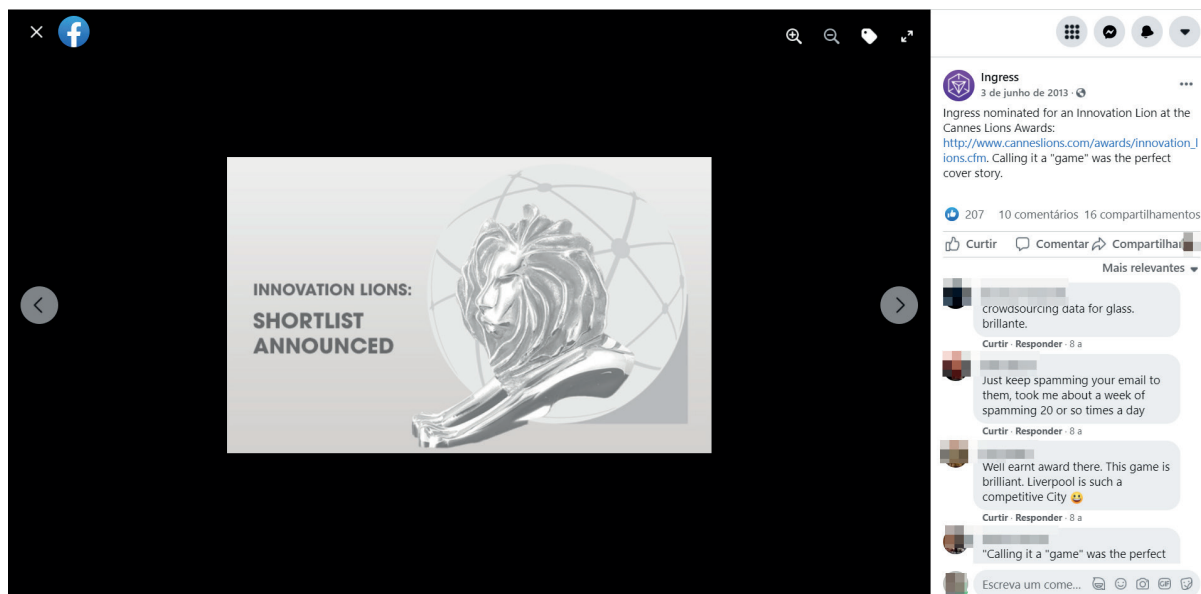 INNOVATION LIONS:
SHORTLIST
ANNOUNCED
Ingress
3 de junho de 2013 ·
Ingress nominated for an Innovation Lion at the
Cannes Lions Awards:
http://www.canneslions.com/awards/innovation_l
ions.cfm. Calling it a "game" was the perfect
cover story.
207 10 comentários 16 compartilhamentos
Curtir Comentar Compartilhar
Mais relevantes
crowdsourcing data for glass.
brillante.
Curtir · Responder · 8 a
Just keep spamming your email to
them, took me about a week of
spamming 20 or so times a day
Curtir · Responder · 8 a
Well earnt award there. This game is
brilliant. Liverpool is such a
competitive City 😃
Curtir · Responder · 8 a
"Calling it a "game" was the perfect
Escreva um come... GIF